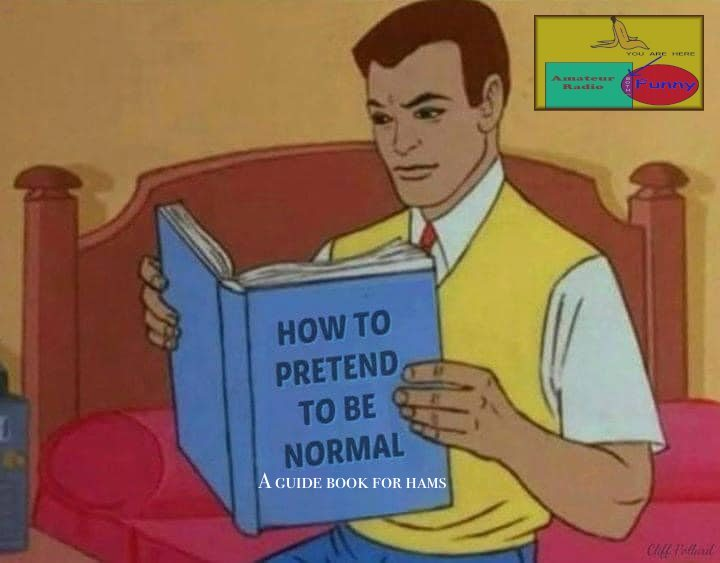 YOU ARE HERE
Amateur
Radio
Funny
HOW TO
PRETEND
TO BE
NORMAL
A GUIDE BOOK FOR HAMS
Cliff Pollard